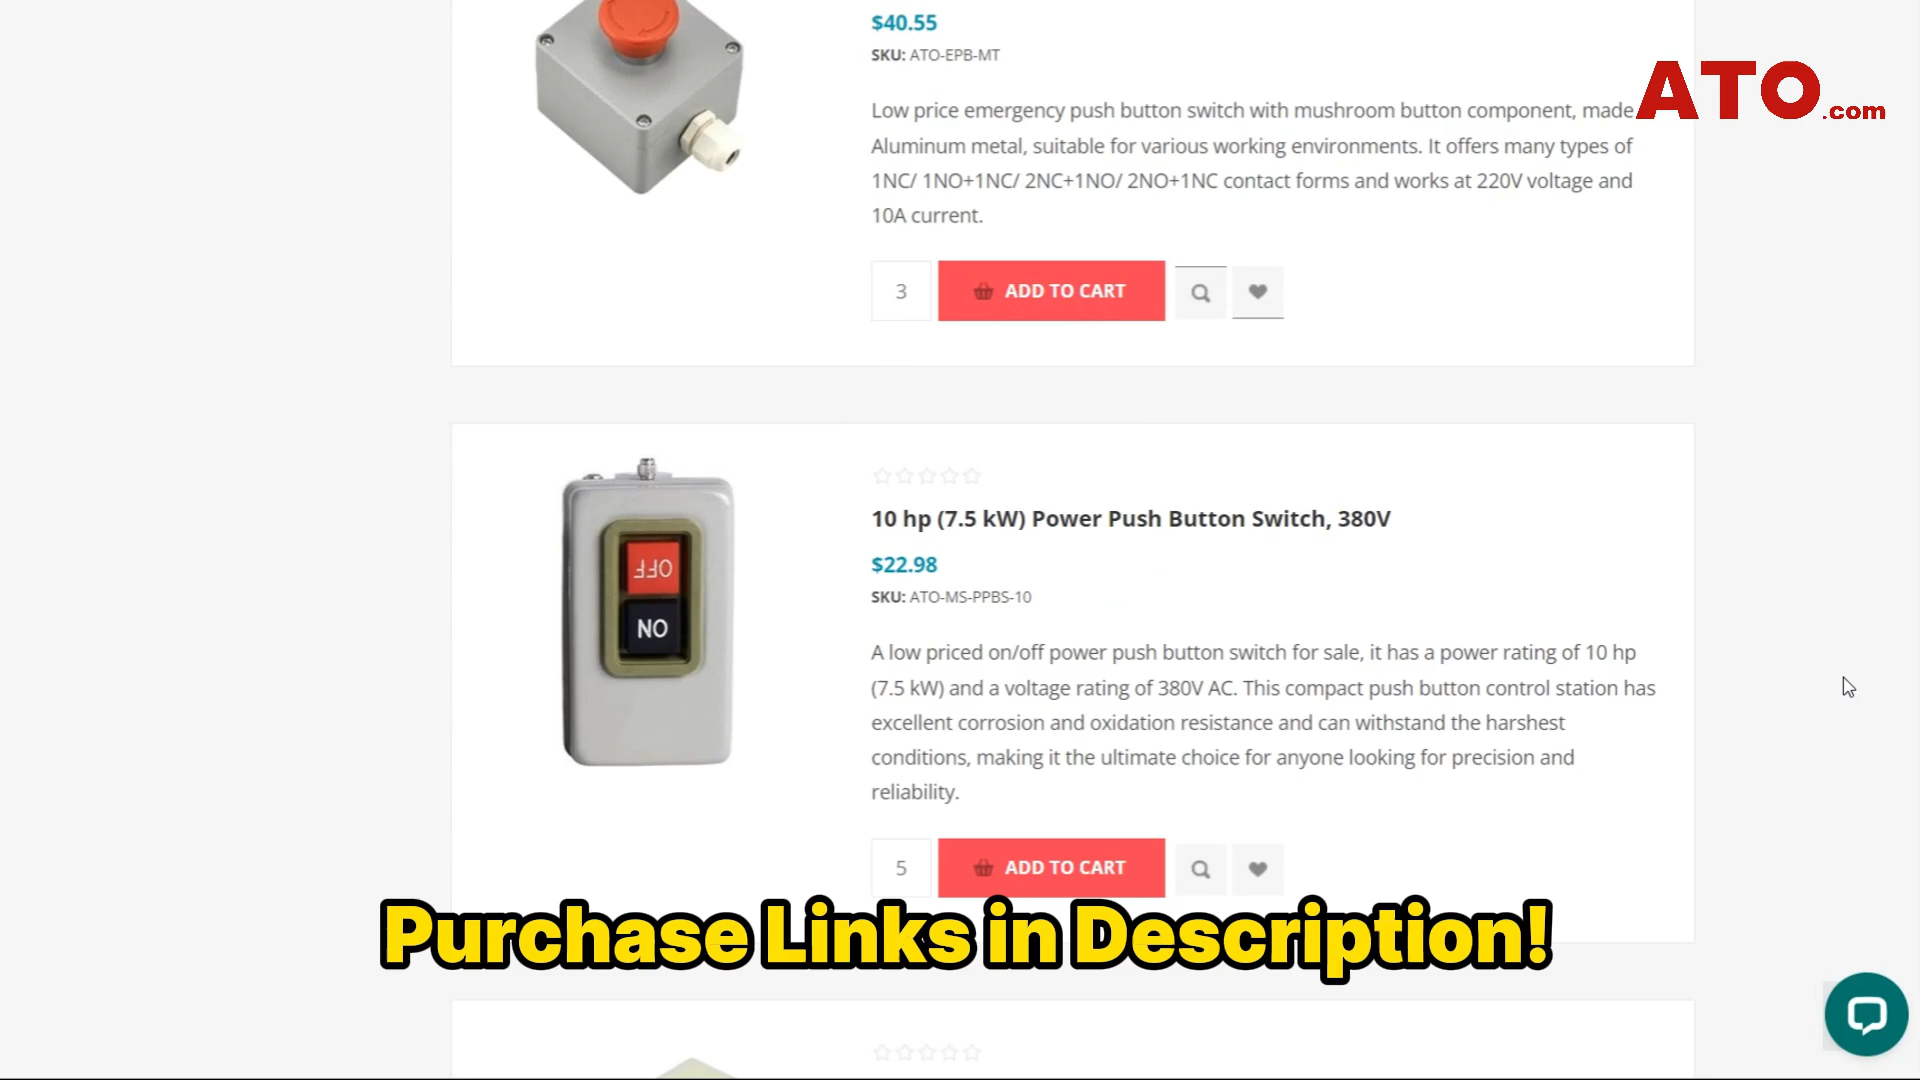 $40.55
SKU: ATO-EPB-MT
ATO.com
Low price emergency push button switch with mushroom button component, made
Aluminum metal, suitable for various working environments. It offers many types of
1NC/ 1NO+1NC/ 2NC+1NO/ 2NO+1NC contact forms and works at 220V voltage and
10A current.
3
ADD TO CART
10 hp (7.5 kW) Power Push Button Switch, 380V
$22.98
SKU: ATO-MS-PPBS-10
OFF
NO
A low priced on/off power push button switch for sale, it has a power rating of 10 hp
(7.5 kW) and a voltage rating of 380V AC. This compact push button control station has
excellent corrosion and oxidation resistance and can withstand the harshest
conditions, making it the ultimate choice for anyone looking for precision and
reliability.
5
ADD TO CART
Purchase Links in Description!